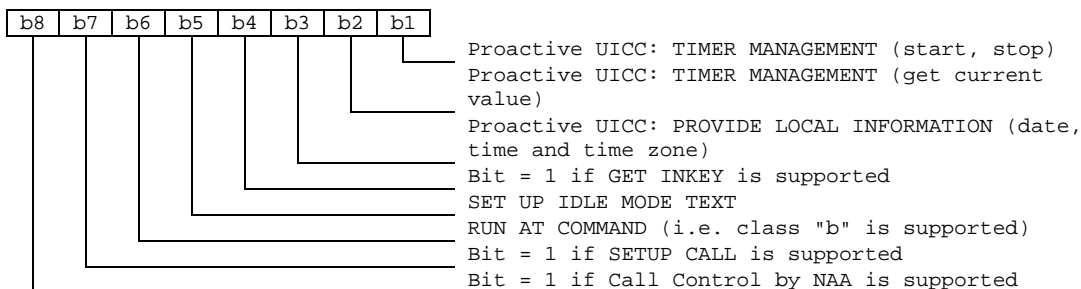 b8 b7 b6 b5 b4 b3 b2 b1
Proactive UICC: TIMER MANAGEMENT (start, stop)
Proactive UICC: TIMER MANAGEMENT (get current
value)
Proactive UICC: PROVIDE LOCAL INFORMATION (date,
time and time zone)
Bit = 1 if GET INKEY is supported
SET UP IDLE MODE TEXT
RUN AT COMMAND (i.e. class "b" is supported)
Bit = 1 if SETUP CALL is supported
Bit = 1 if Call Control by NAA is supported